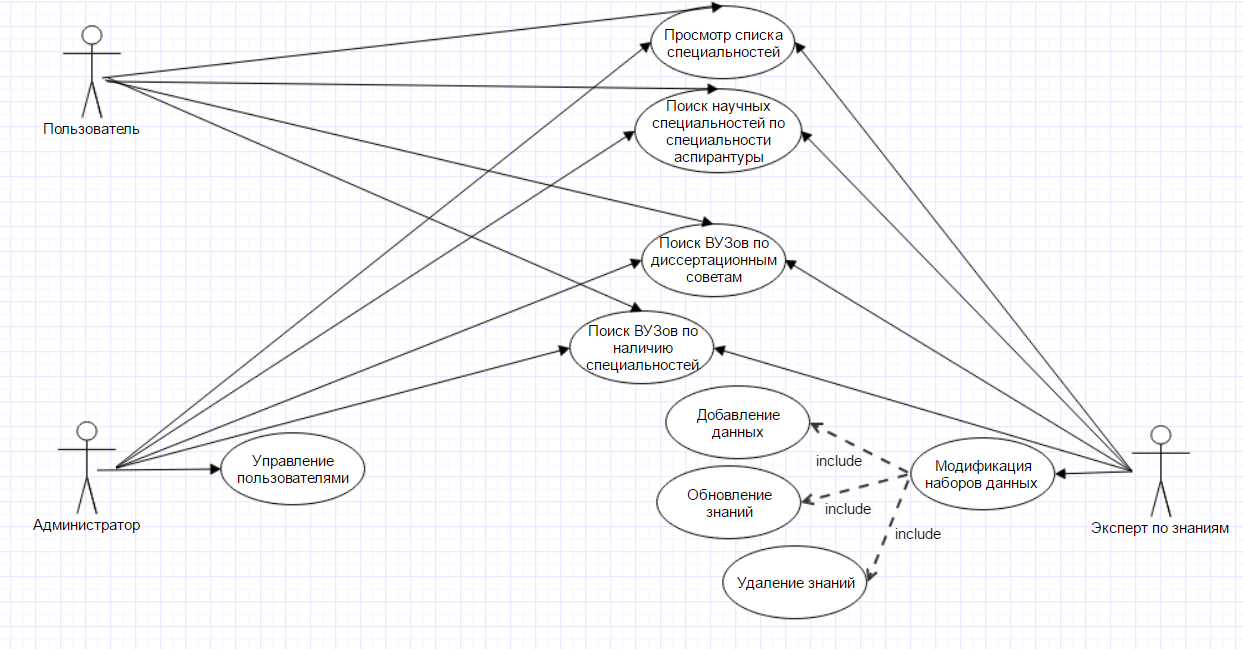 Просмотр списка
специальностей
Пользователь
Поиск научных
специальностей по
специальности
аспирантуры
Поиск ВУЗов по
диссертационным
советам
Поиск ВУЗов по
наличию
специальностей
Добавление
данных
include
Управление
пользователями
Модификация
наборов данных
Обновление
знаний
include
Администратор
Эксперт по знаниям
include
Удаление знаний